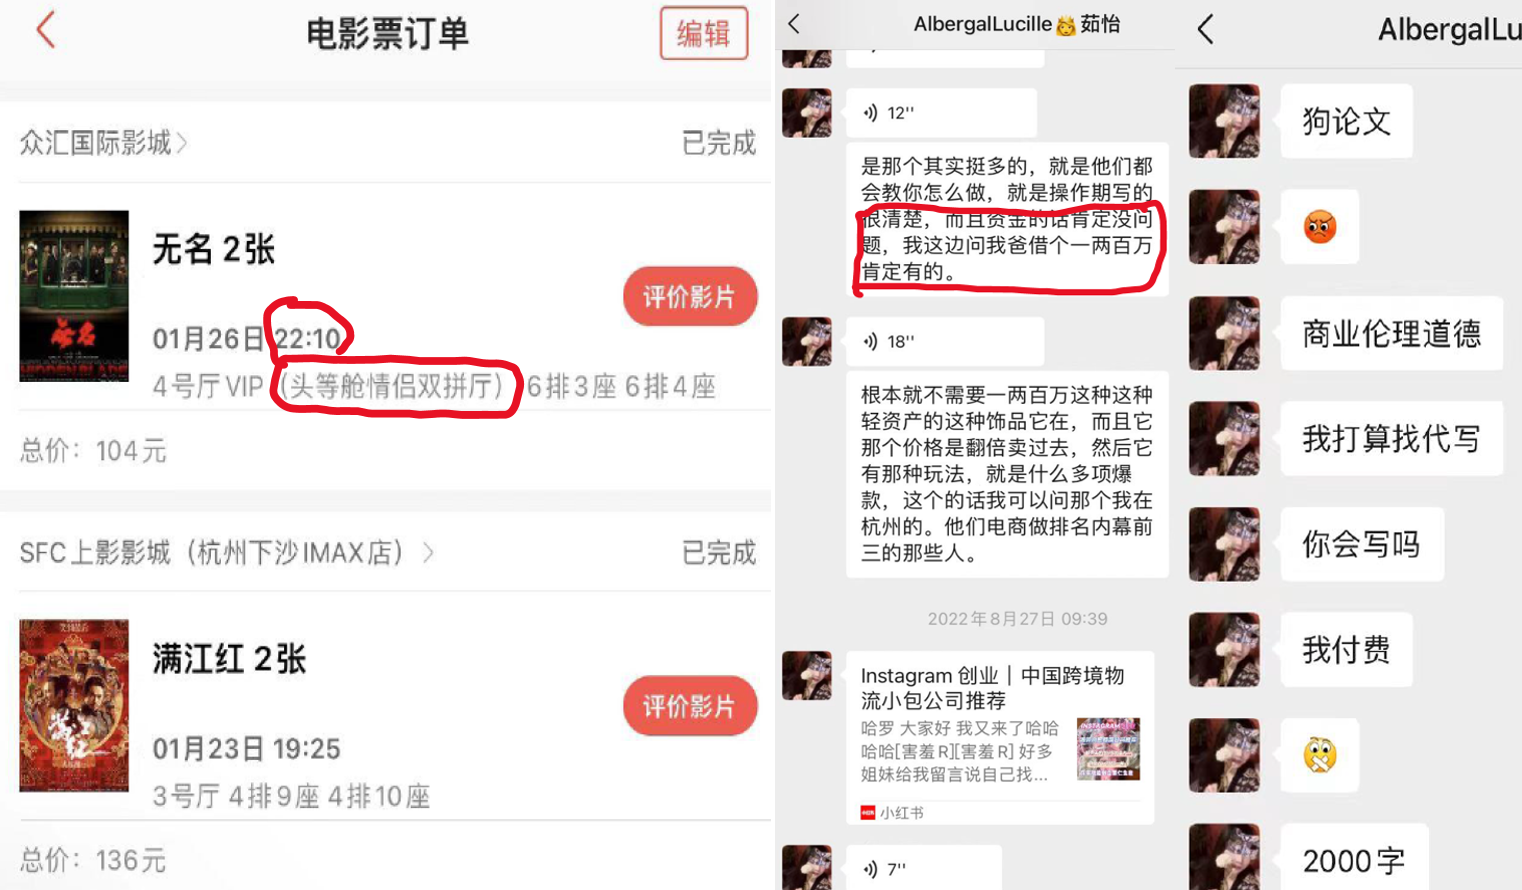 电影票订单
编辑
众汇国际影城
已完成
無名
HIDDEN BLADE
无名 2张
评价影片
01月26日 22:10
4号厅VIP（头等舱情侣双拼厅）6排3座 6排4座
总价：104元
SFC上影影城（杭州下沙IMAX店）
已完成
满江红
满江红 2张
评价影片
01月23日 19:25
3号厅 4排9座 4排10座
总价：136元
AlbergalLucille👸茹怡
12''
是那个其实挺多的，就是他们都
会教你怎么做，就是操作期写的
很清楚，而且资金的话肯定没问
题，我这边问我爸借个一两百万
肯定有的。
18''
根本就不需要一两百万这种这种
轻资产的这种饰品它在，而且它
那个价格是翻倍卖过去，然后它
有那种玩法，就是什么多项爆
款，这个的话我可以问那个我在
杭州的。他们电商做排名内幕前
三的那些人。
2022年8月27日 09:39
Instagram 创业｜中国跨境物
流小包公司推荐
哈罗 大家好 我又来了哈哈
哈哈[害羞R][害羞R] 好多
姐妹给我留言说自己找...
INSTAGRAM
小红书
7''
AlbergalLu
狗论文
😡
商业伦理道德
我打算找代写
你会写吗
我付费
2000字